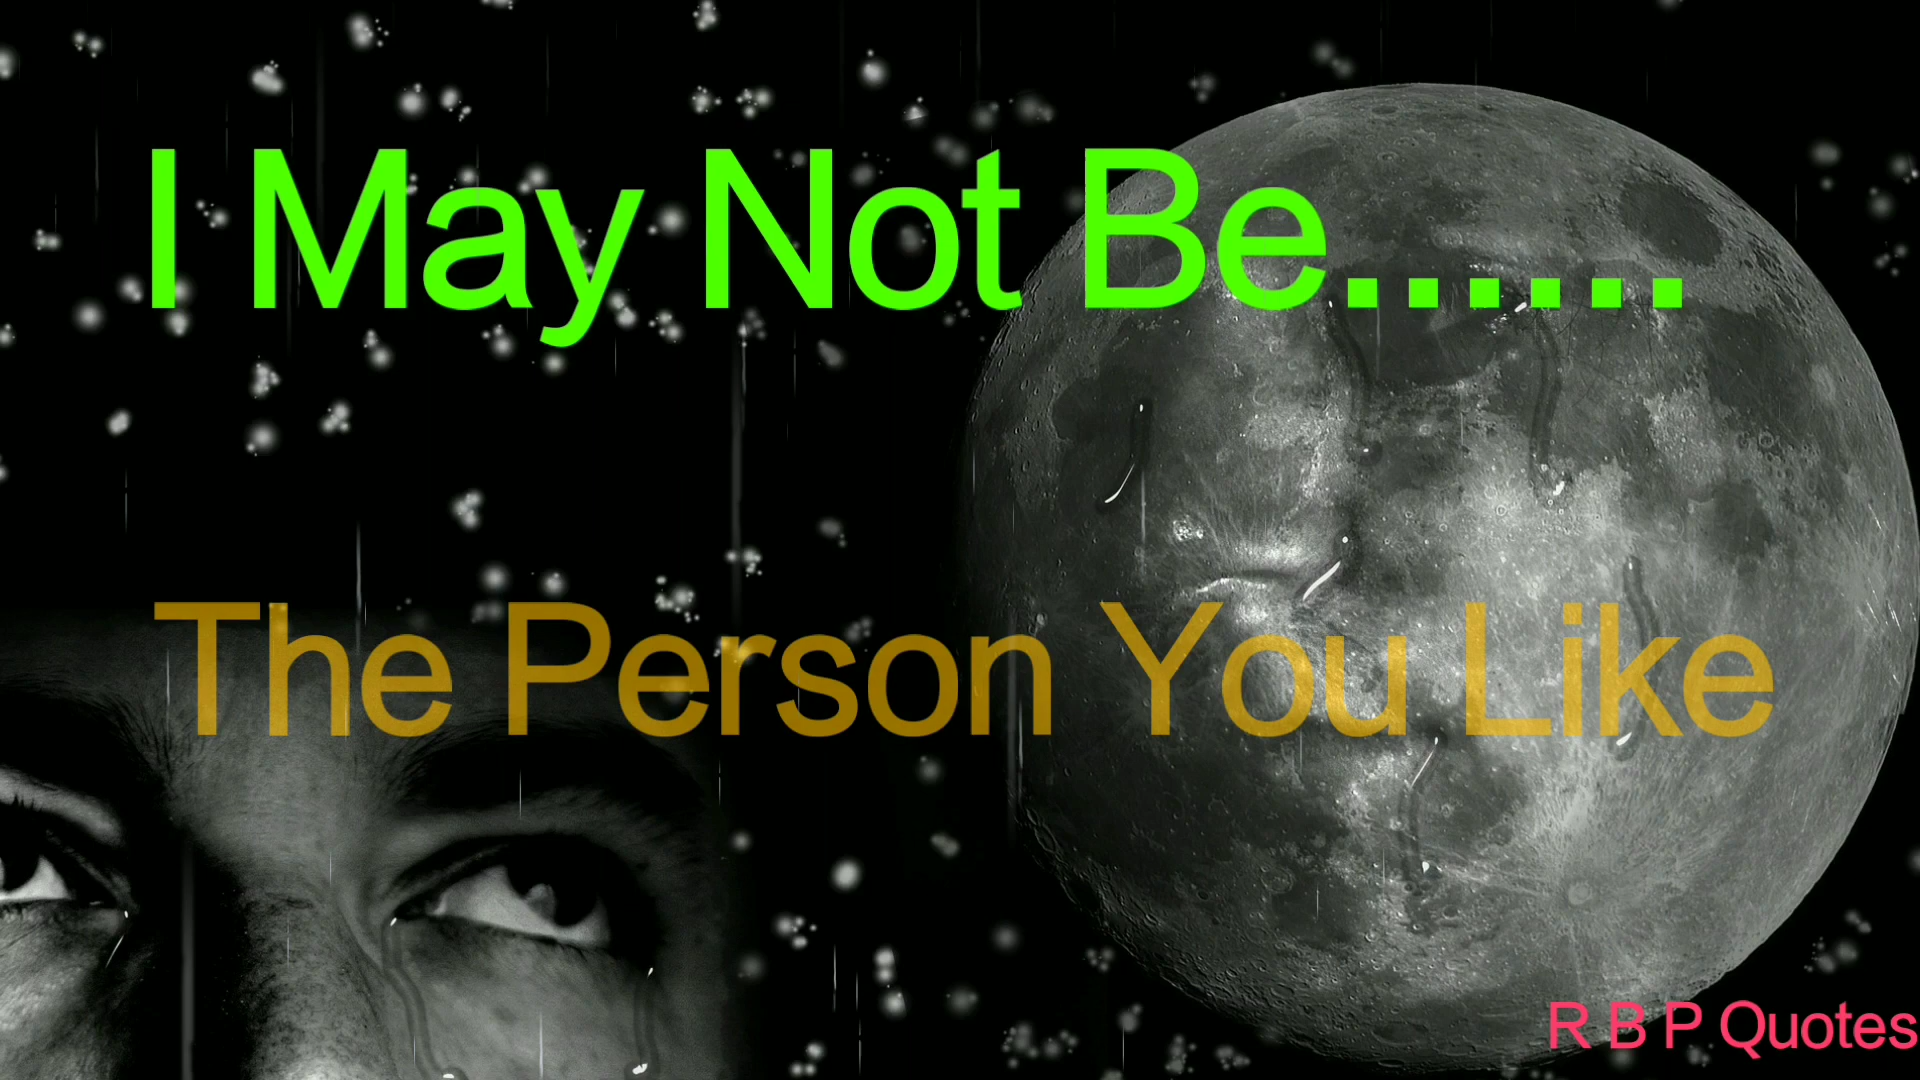 I May Not Be......
The Person You Like
R B P Quotes